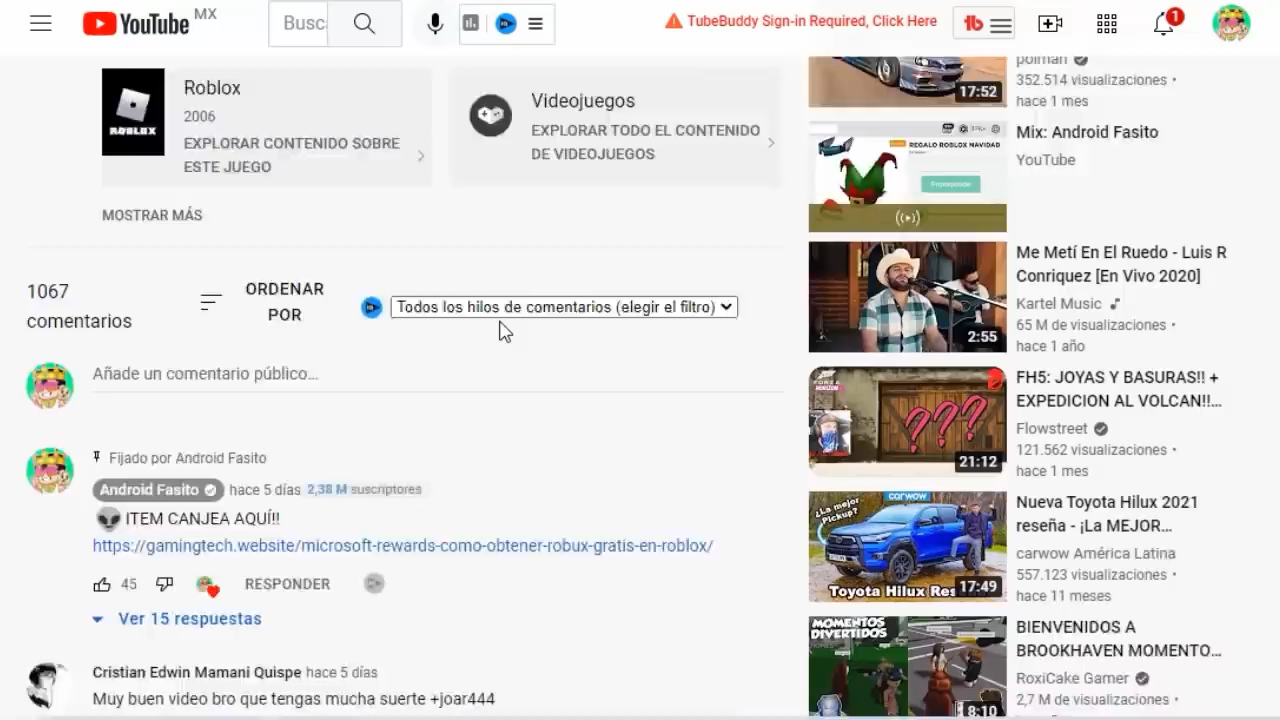 YouTube MX
Busc
TubeBuddy Sign-in Required, Click Here
1
Roblox
2006
EXPLORAR CONTENIDO SOBRE
ESTE JUEGO
ROBLOX
Videojuegos
EXPLORAR TODO EL CONTENIDO
DE VIDEOJUEGOS
MOSTRAR MÁS
1067
comentarios
ORDENAR
POR
Todos los hilos de comentarios (elegir el filtro)
Añade un comentario público...
Fijado por Android Fasito
Android Fasito hace 5 días 2,38 M suscriptores
ITEM CANJEA AQUÍ!!
https://gamingtech.website/microsoft-rewards-como-obtener-robux-gratis-en-roblox/
45 RESPONDER
Ver 15 respuestas
Cristian Edwin Mamani Quispe hace 5 días
Muy buen video bro que tengas mucha suerte +joar444
17:52
polman
352.514 visualizaciones •
hace 1 mes
REGALO ROBLOX NAVIDAD
Mix: Android Fasito
YouTube
2:55
Me Metí En El Ruedo - Luis R
Conriquez [En Vivo 2020]
Kartel Music
65 M de visualizaciones •
hace 1 año
FORZA
HORIZON
???
21:12
FH5: JOYAS Y BASURAS!! +
EXPEDICION AL VOLCAN!!...
Flowstreet
121.562 visualizaciones •
hace 1 mes
carwow
¿La mejor
Pickup?
Toyota Hilux Res
17:49
Nueva Toyota Hilux 2021
reseña - ¡La MEJOR...
carwow América Latina
557.123 visualizaciones •
hace 11 meses
MOMENTOS
DIVERTIDOS
8:10
BIENVENIDOS A
BROOKHAVEN MOMENTO...
RoxiCake Gamer
2,7 M de visualizaciones •